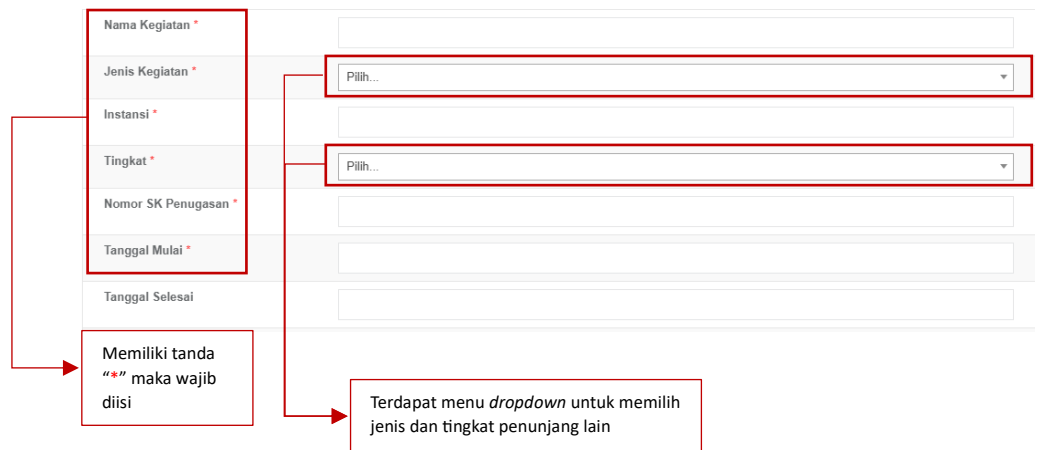 Nama Kegiatan *
Jenis Kegiatan *
Pilih...
Instansi *
Tingkat *
Pilih...
Nomor SK Penugasan *
Tanggal Mulai *
Tanggal Selesai
Memiliki tanda
“*” maka wajib
diisi
Terdapat menu dropdown untuk memilih
jenis dan tingkat penunjang lain